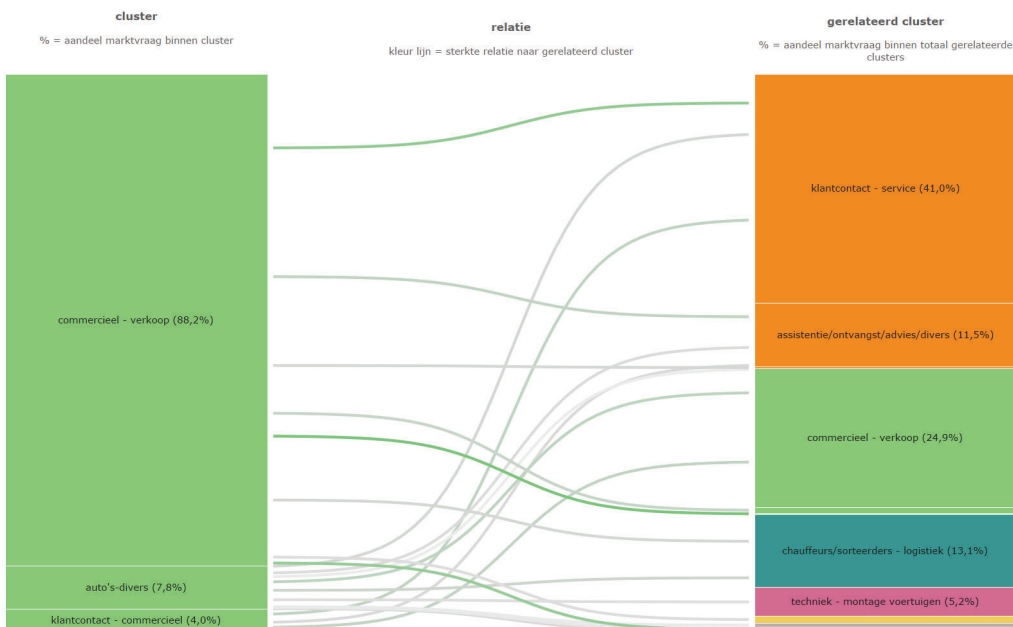 cluster
% = aandeel marktvraag binnen cluster
relatie
kleur lijn = sterkte relatie naar gerelateerd cluster
gerelateerd cluster
% = aandeel marktvraag binnen totaal gerelateerde
clusters
commercieel - verkoop (88,2%)
auto's-divers (7,8%)
klantcontact - commercieel (4,0%)
klantcontact - service (41,0%)
assistentie/ontvangst/advies/divers (11,5%)
commercieel - verkoop (24,9%)
chauffeurs/sorteerders - logistiek (13,1%)
techniek - montage voertuigen (5,2%)